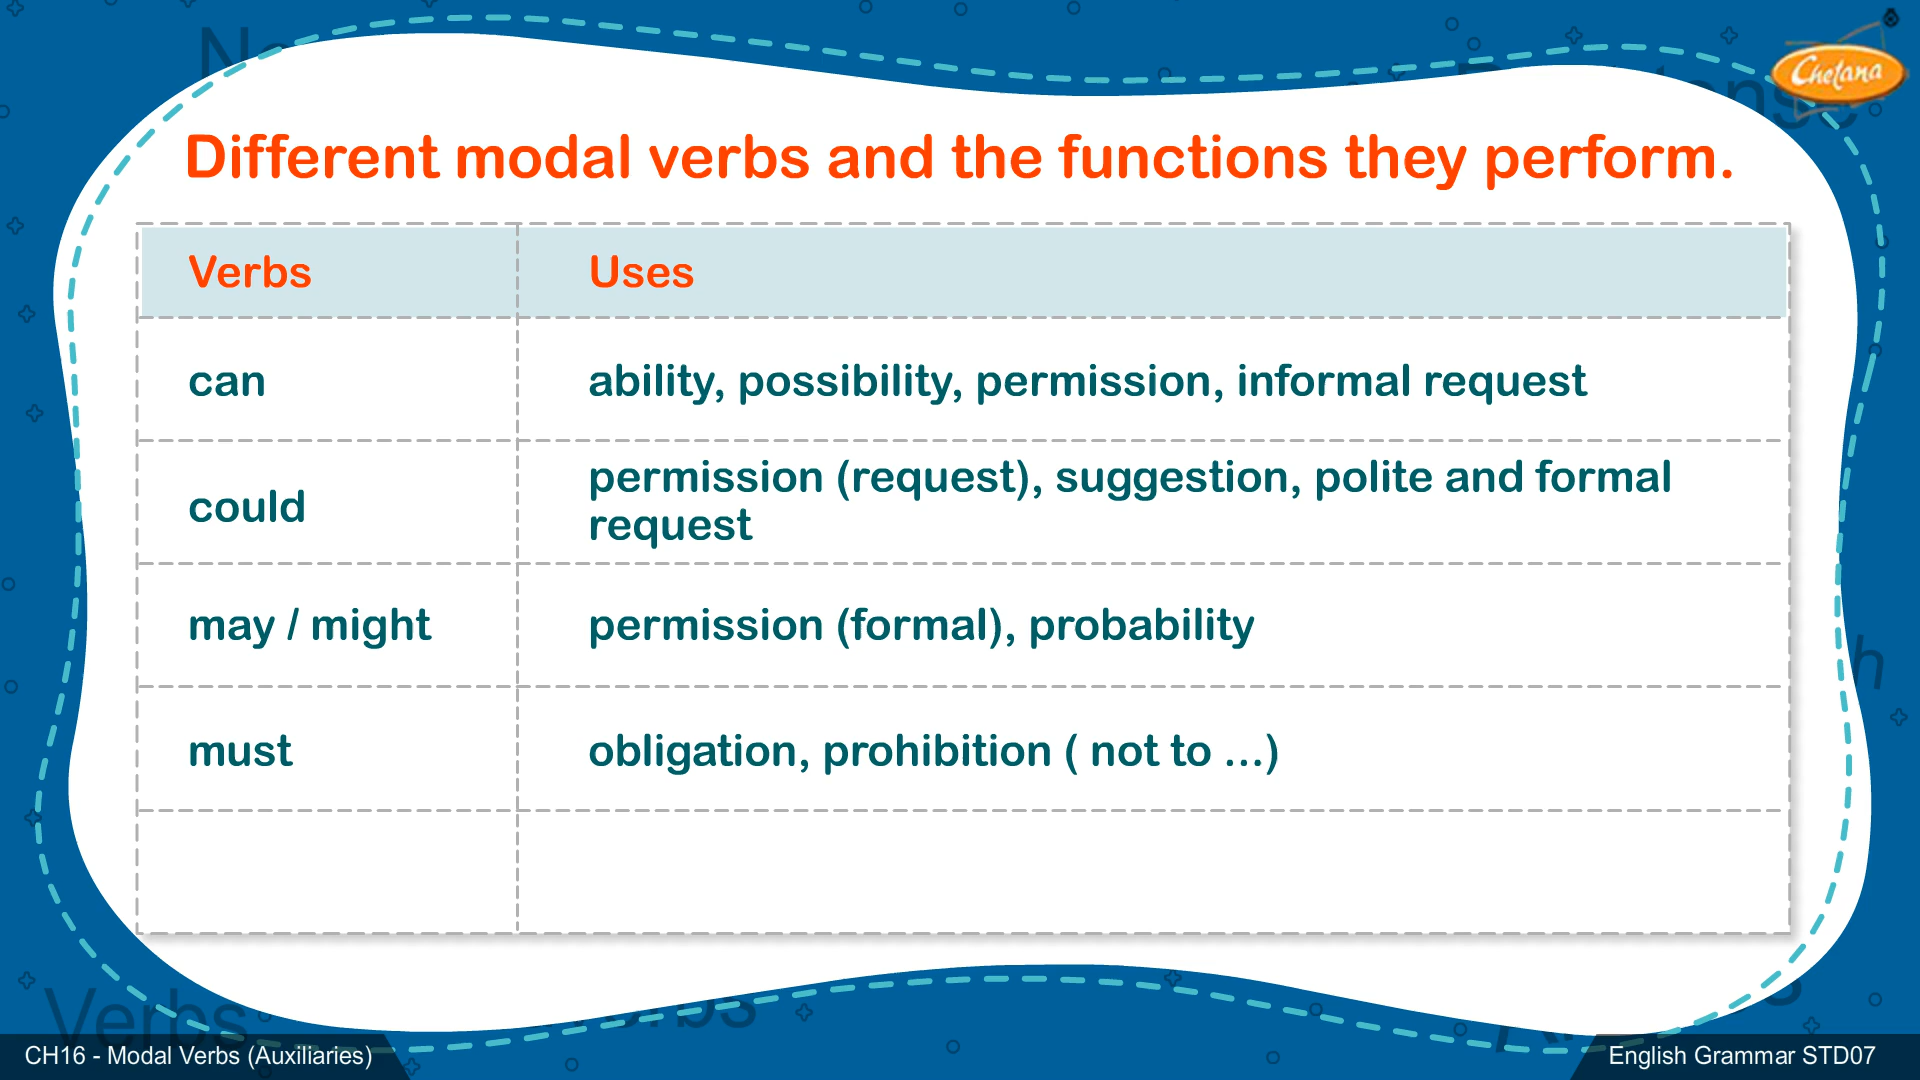 Chetana
Different modal verbs and the functions they perform.
Verbs
Uses
can
ability, possibility, permission, informal request
could
permission (request), suggestion, polite and formal
request
may / might
permission (formal), probability
must
obligation, prohibition ( not to ...)
Verbs
CH16 - Modal Verbs (Auxiliaries)
English Grammar STD07